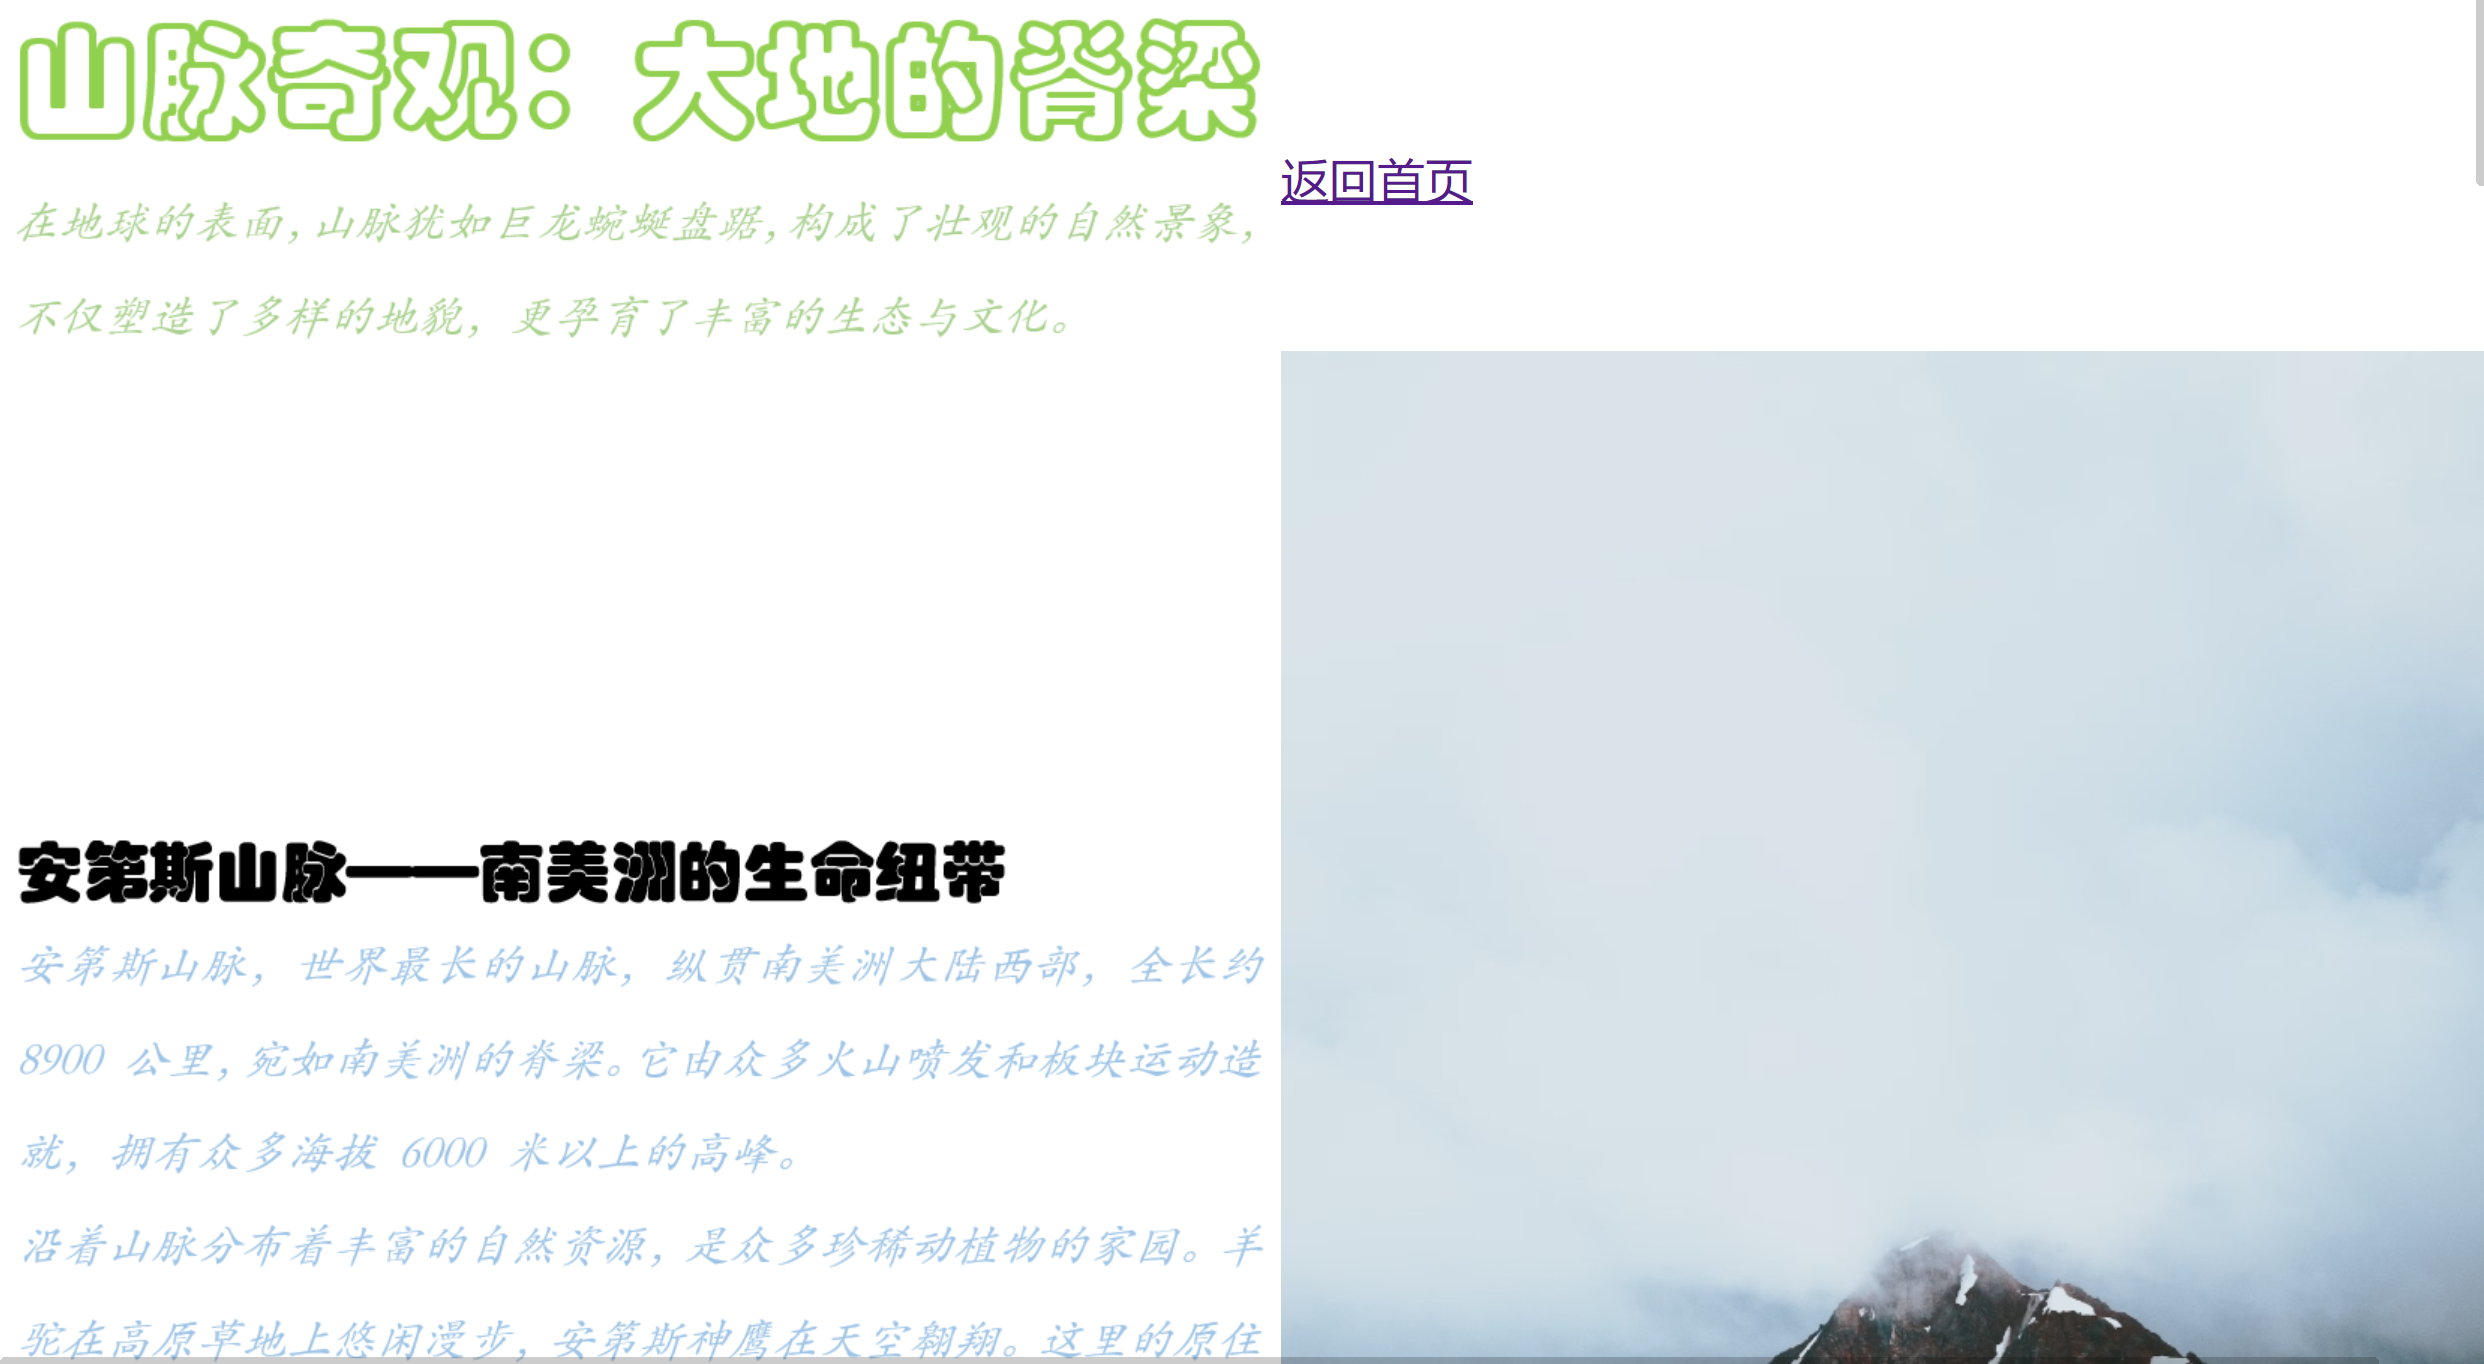 山脉奇观：大地的脊梁
返回首页
在地球的表面，山脉犹如巨龙蜿蜒盘踞，构成了壮观的自然景象，
不仅塑造了多样的地貌，更孕育了丰富的生态与文化。
安第斯山脉——南美洲的生命纽带
安第斯山脉，世界最长的山脉，纵贯南美洲大陆西部，全长约
8900 公里，宛如南美洲的脊梁。它由众多火山喷发和板块运动造
就，拥有众多海拔 6000 米以上的高峰。
沿着山脉分布着丰富的自然资源，是众多珍稀动植物的家园。羊
驼在高原草地上悠闲漫步，安第斯神鹰在天空翱翔。这里的原住